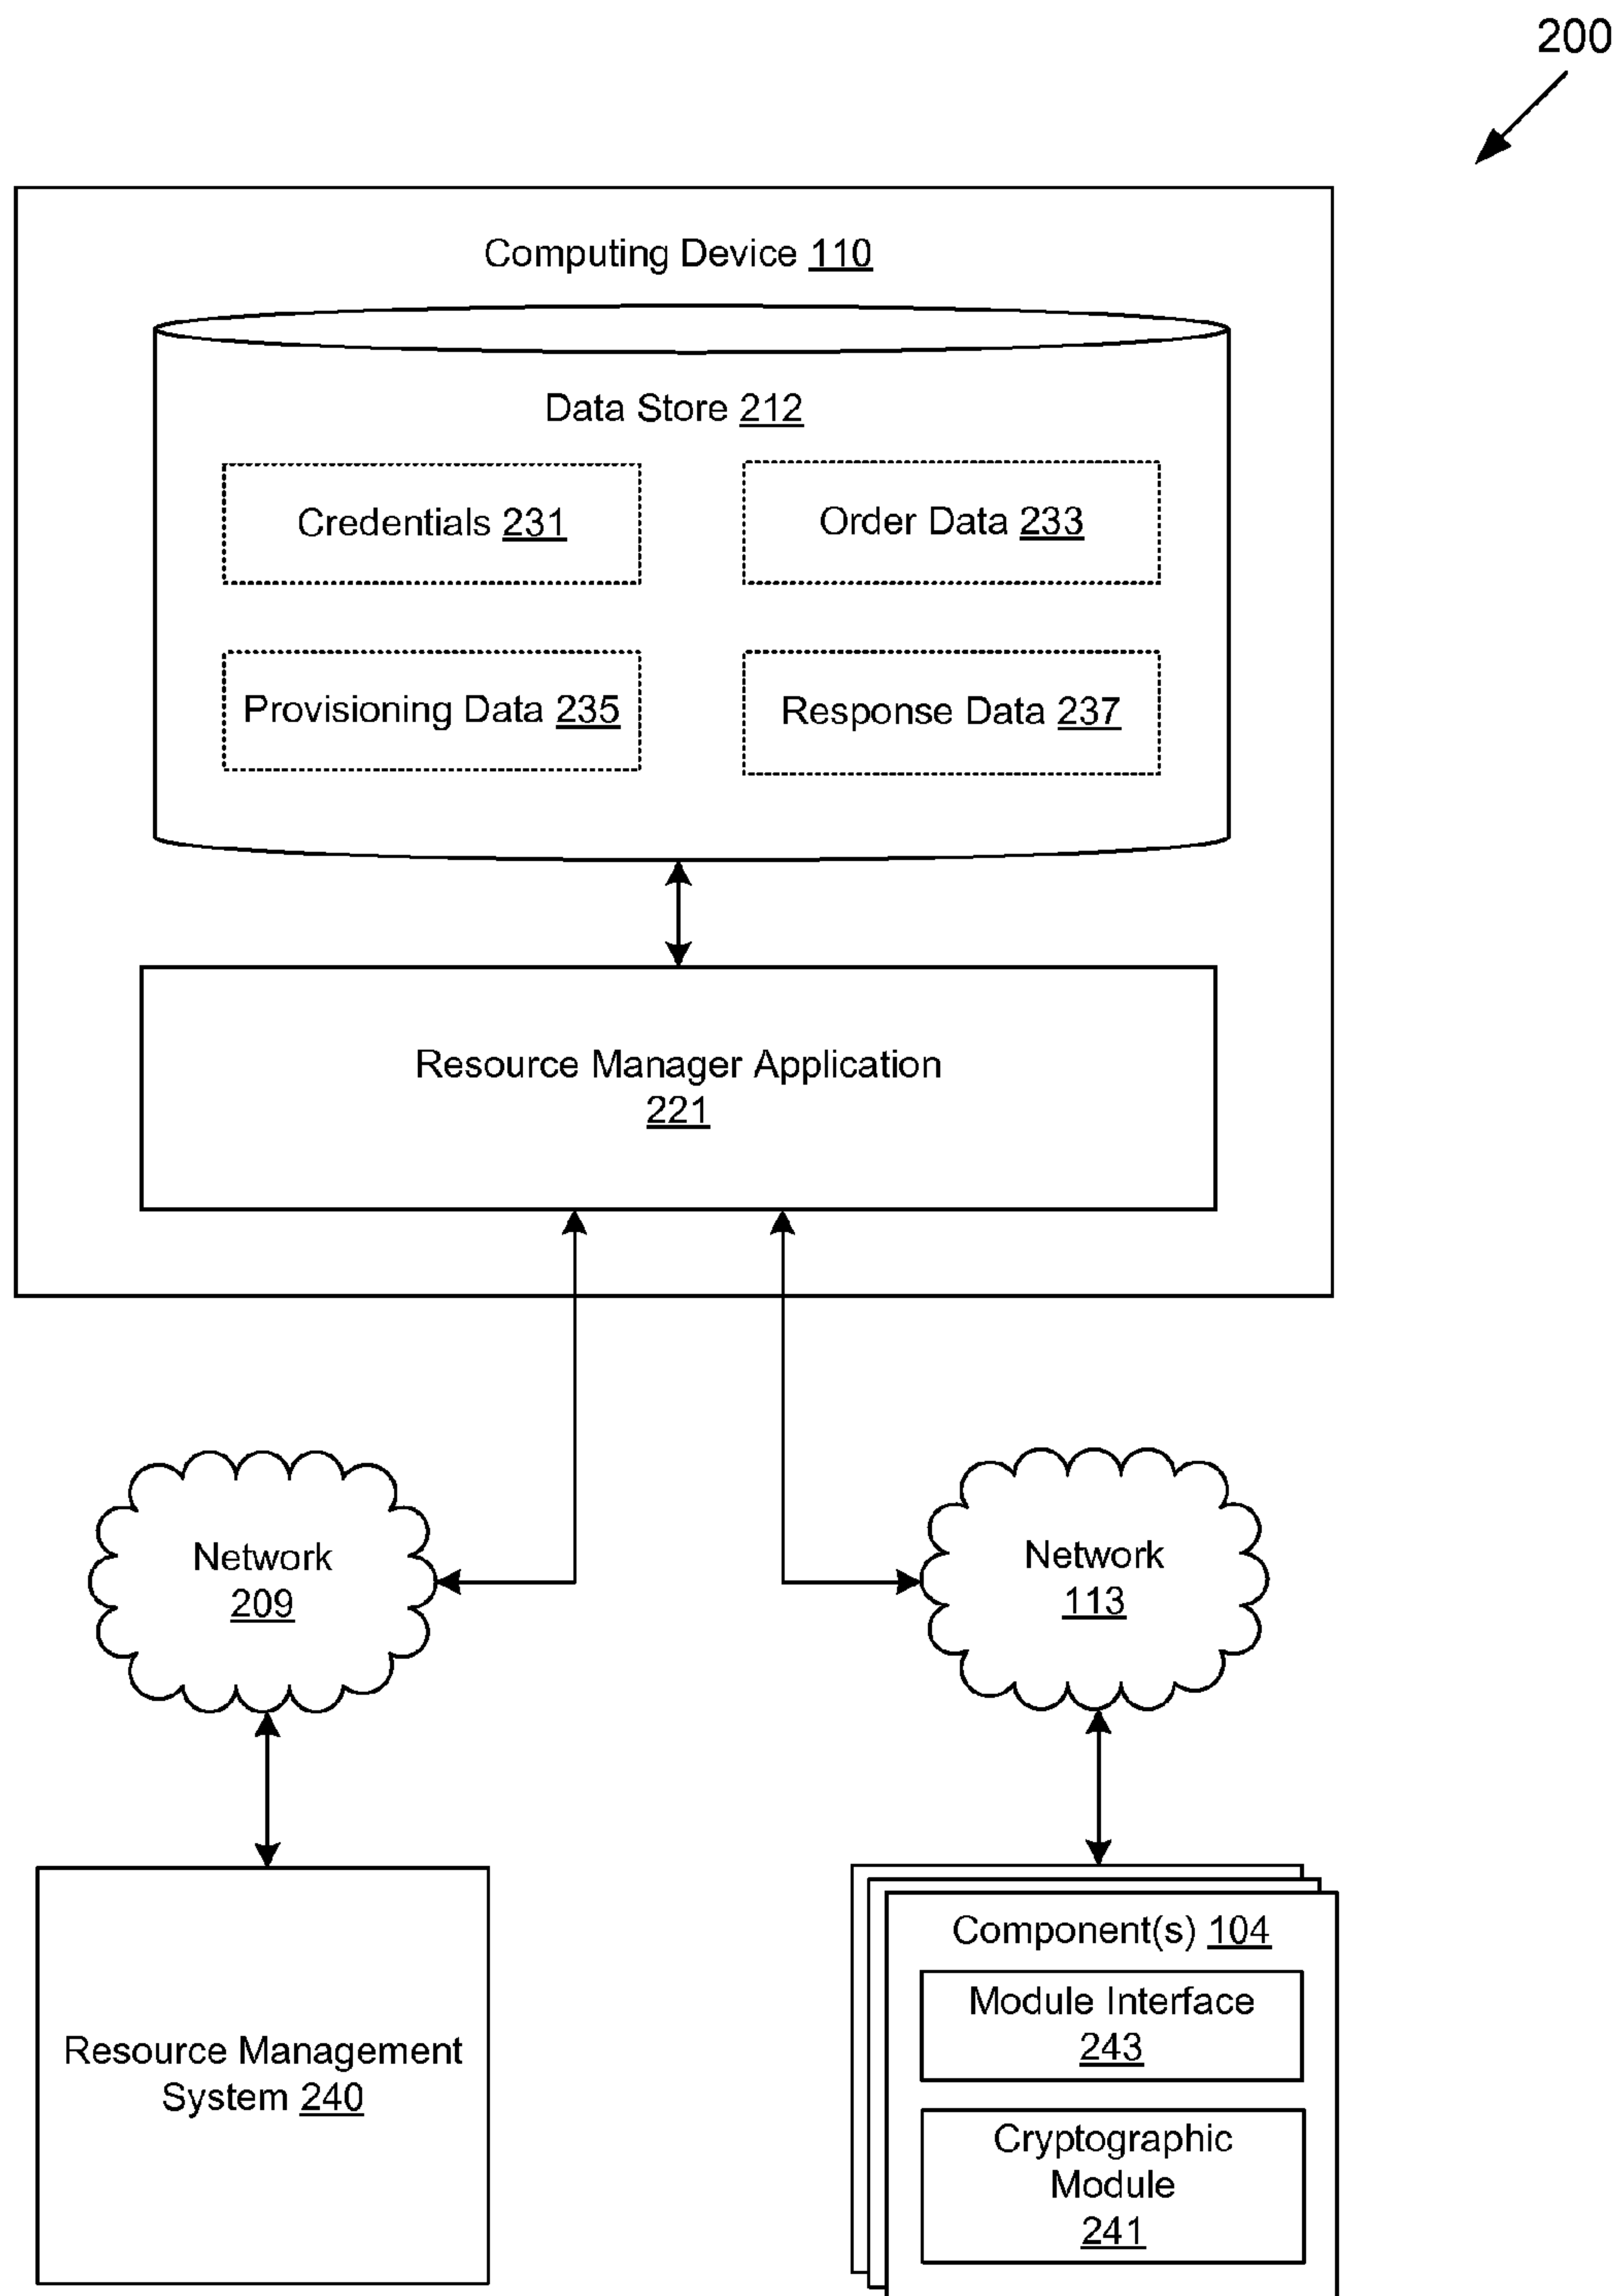 200
Computing Device 110
Data Store 212
Credentials 231
Order Data 233
Provisioning Data 235
Response Data 237
Resource Manager Application
221
Network
209
Network
113
Resource Management
System 240
Component(s) 104
Module Interface
243
Cryptographic
Module
241